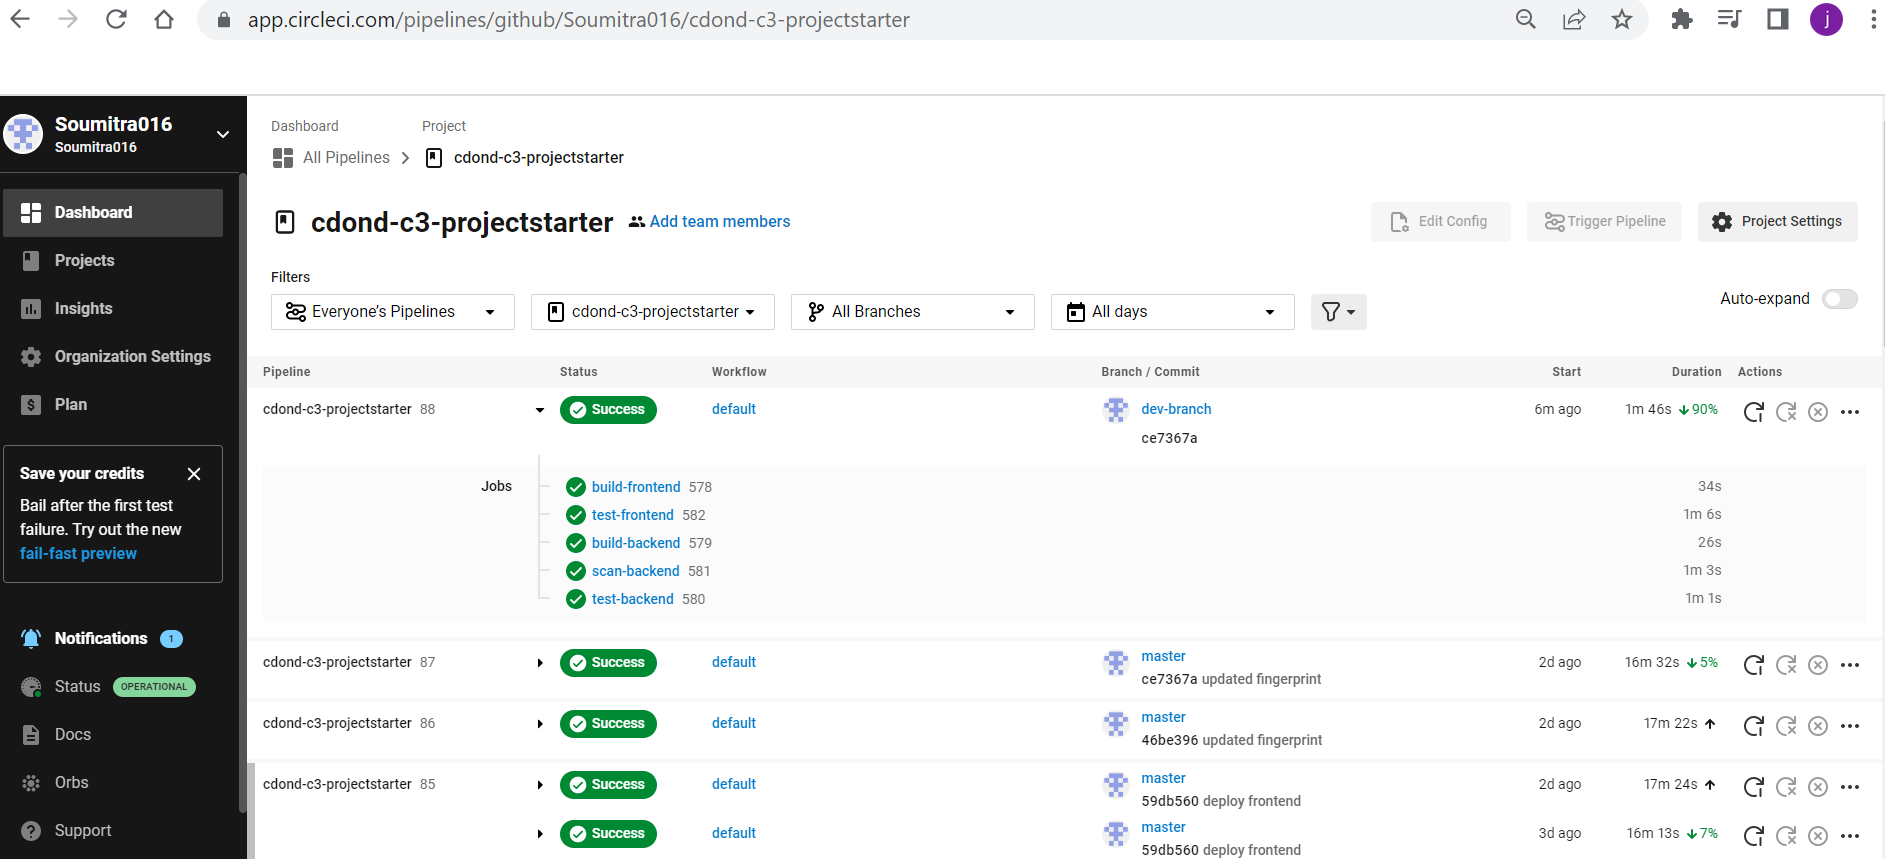 app.circleci.com/pipelines/github/Soumitra016/cdond-c3-projectstarter
j
Soumitra016
Soumitra016
Dashboard
Projects
Insights
Organization Settings
Plan
Save your credits
Bail after the first test
failure. Try out the new
fail-fast preview
Notifications 1
Status OPERATIONAL
Docs
Orbs
Support
Dashboard Project
All Pipelines cdond-c3-projectstarter
cdond-c3-projectstarter Add team members Edit Config Trigger Pipeline Project Settings
Filters
Everyone's Pipelines cdond-c3-projectstarter All Branches All days Auto-expand
Pipeline Status Workflow Branch / Commit Start Duration Actions
cdond-c3-projectstarter 88 Success default dev-branch 6m ago 1m 46s 90%
ce7367a
Jobs build-frontend 578 34s
test-frontend 582 1m 6s
build-backend 579 26s
scan-backend 581 1m 3s
test-backend 580 1m 1s
cdond-c3-projectstarter 87 Success default master 2d ago 16m 32s 5%
ce7367a updated fingerprint
cdond-c3-projectstarter 86 Success default master 2d ago 17m 22s
46be396 updated fingerprint
cdond-c3-projectstarter 85 Success default master 2d ago 17m 24s
59db560 deploy frontend
Success default master 3d ago 16m 13s 7%
59db560 deploy frontend